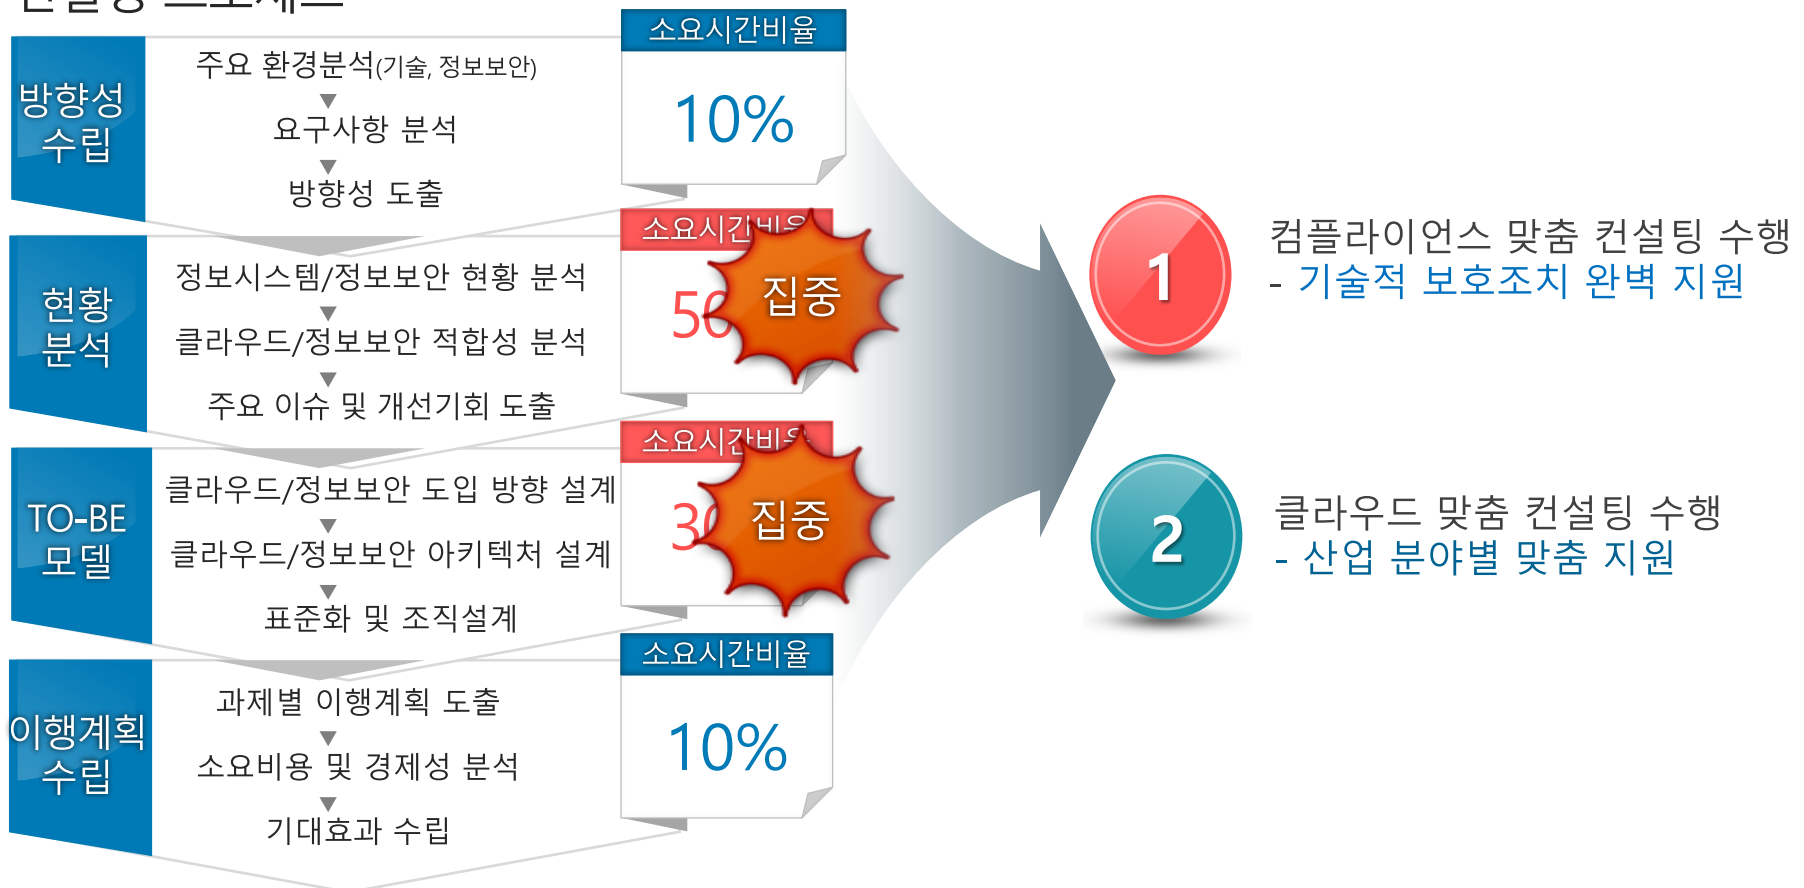 방향성
수립
주요 환경분석(기술, 정보보안)
요구사항 분석
방향성 도출
소요시간비율
10%
현황
분석
정보시스템/정보보안 현황 분석
클라우드/정보보안 적합성 분석
주요 이슈 및 개선기회 도출
집중
TO-BE
모델
클라우드/정보보안 도입 방향 설계
클라우드/정보보안 아키텍처 설계
표준화 및 조직설계
집중
이행계획
수립
과제별 이행계획 도출
소요비용 및 경제성 분석
기대효과 수립
소요시간비율
10%
1
컴플라이언스 맞춤 컨설팅 수행
- 기술적 보호조치 완벽 지원
2
클라우드 맞춤 컨설팅 수행
- 산업 분야별 맞춤 지원